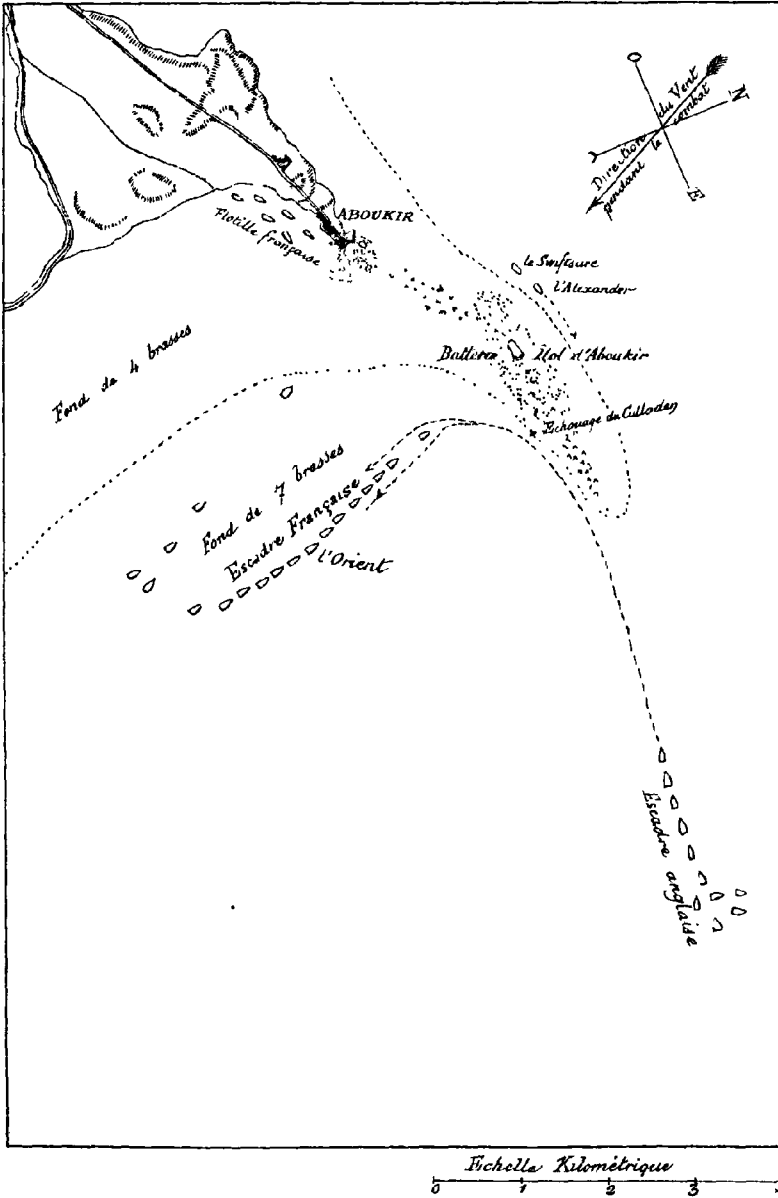 O
N
E
Direction du Vent
pendant le combat
ABOUKIR
Flotille française
le Swiftsure
l'Alexander
Batterie
Ilot d'Aboukir
Echouage du Culloden
Fond de 4 brasses
Fond de 7 brasses
Escadre Française
l'Orient
Escadre anglaise
Echelle Kilométrique
0 1 2 3